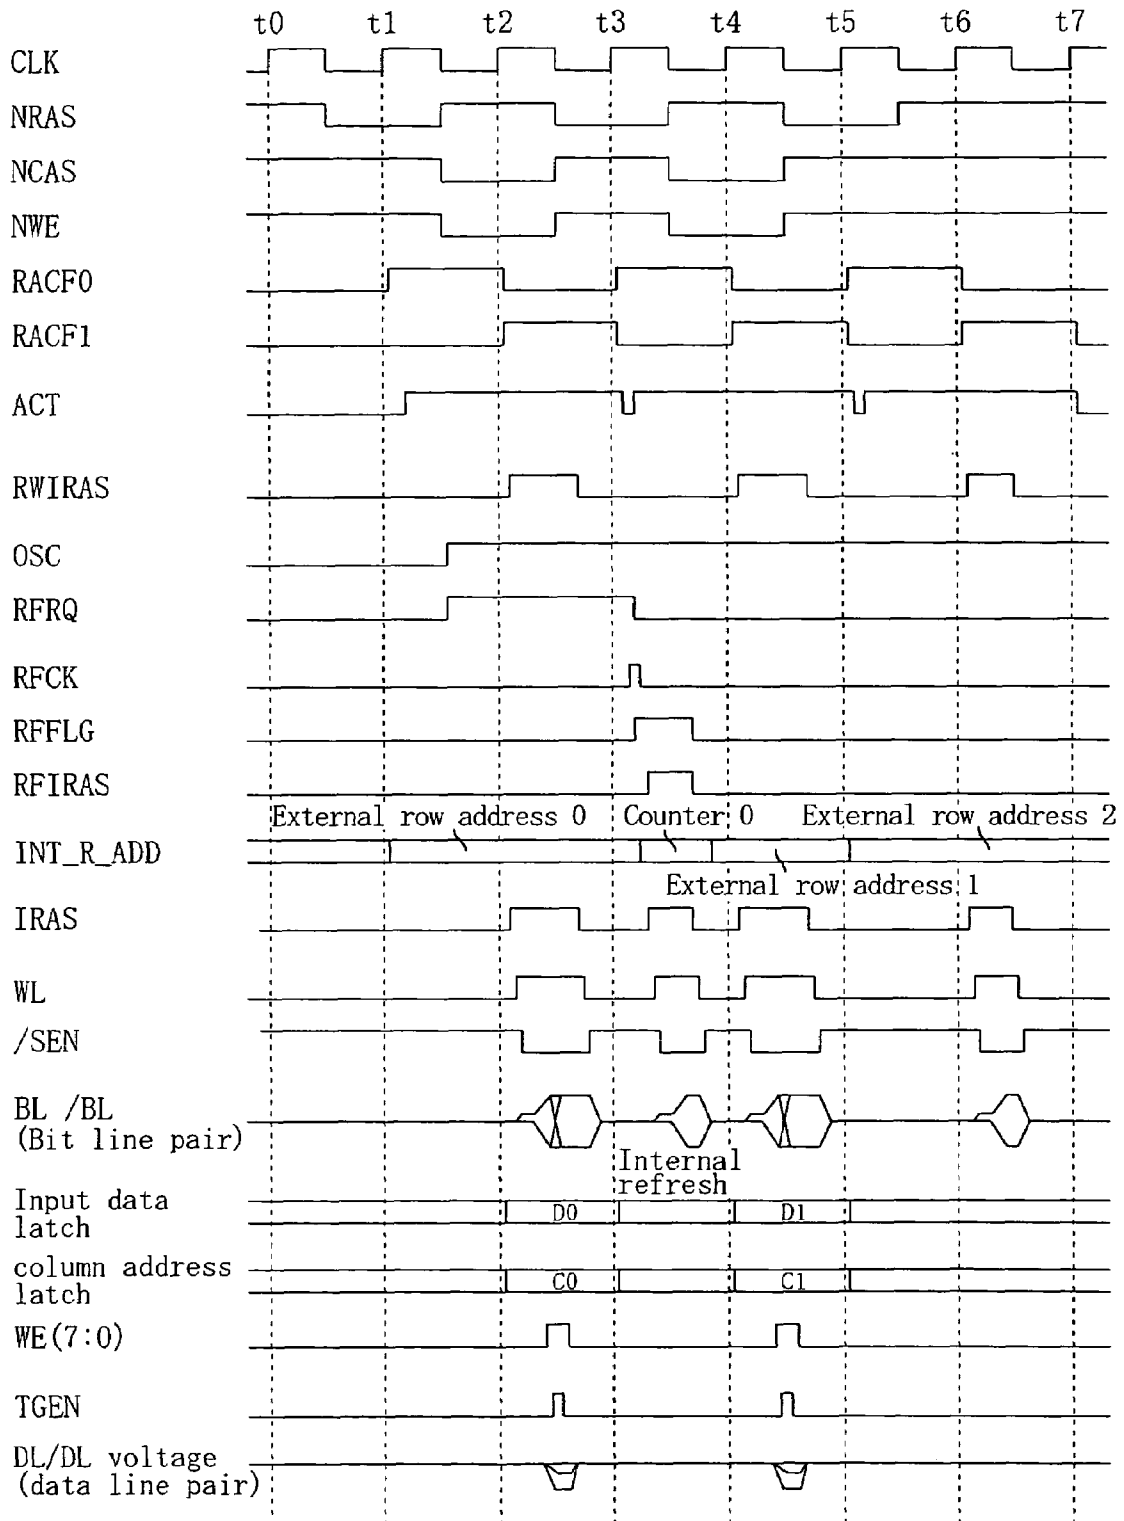 t0 t1 t2 t3 t4 t5 t6 t7
CLK
NRAS
NCAS
NWE
RACF0
RACF1
ACT
RWIRAS
OSC
RFRQ
RFCK
RFFLG
RFIRAS
External row address 0 Counter 0 External row address 2
INT_R_ADD
External row address 1
IRAS
WL
/SEN
BL /BL
(Bit line pair)
Internal
refresh
Input data
latch
D0 D1
column address
latch
C0 C1
WE(7:0)
TGEN
DL/DL voltage
(data line pair)